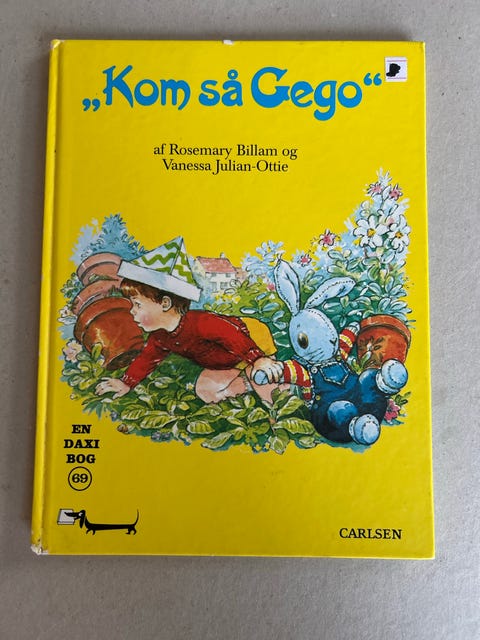 „Kom så Gego“
af Rosemary Billam og
Vanessa Julian-Ottie
EN
DAXI
BOG
69
CARLSEN